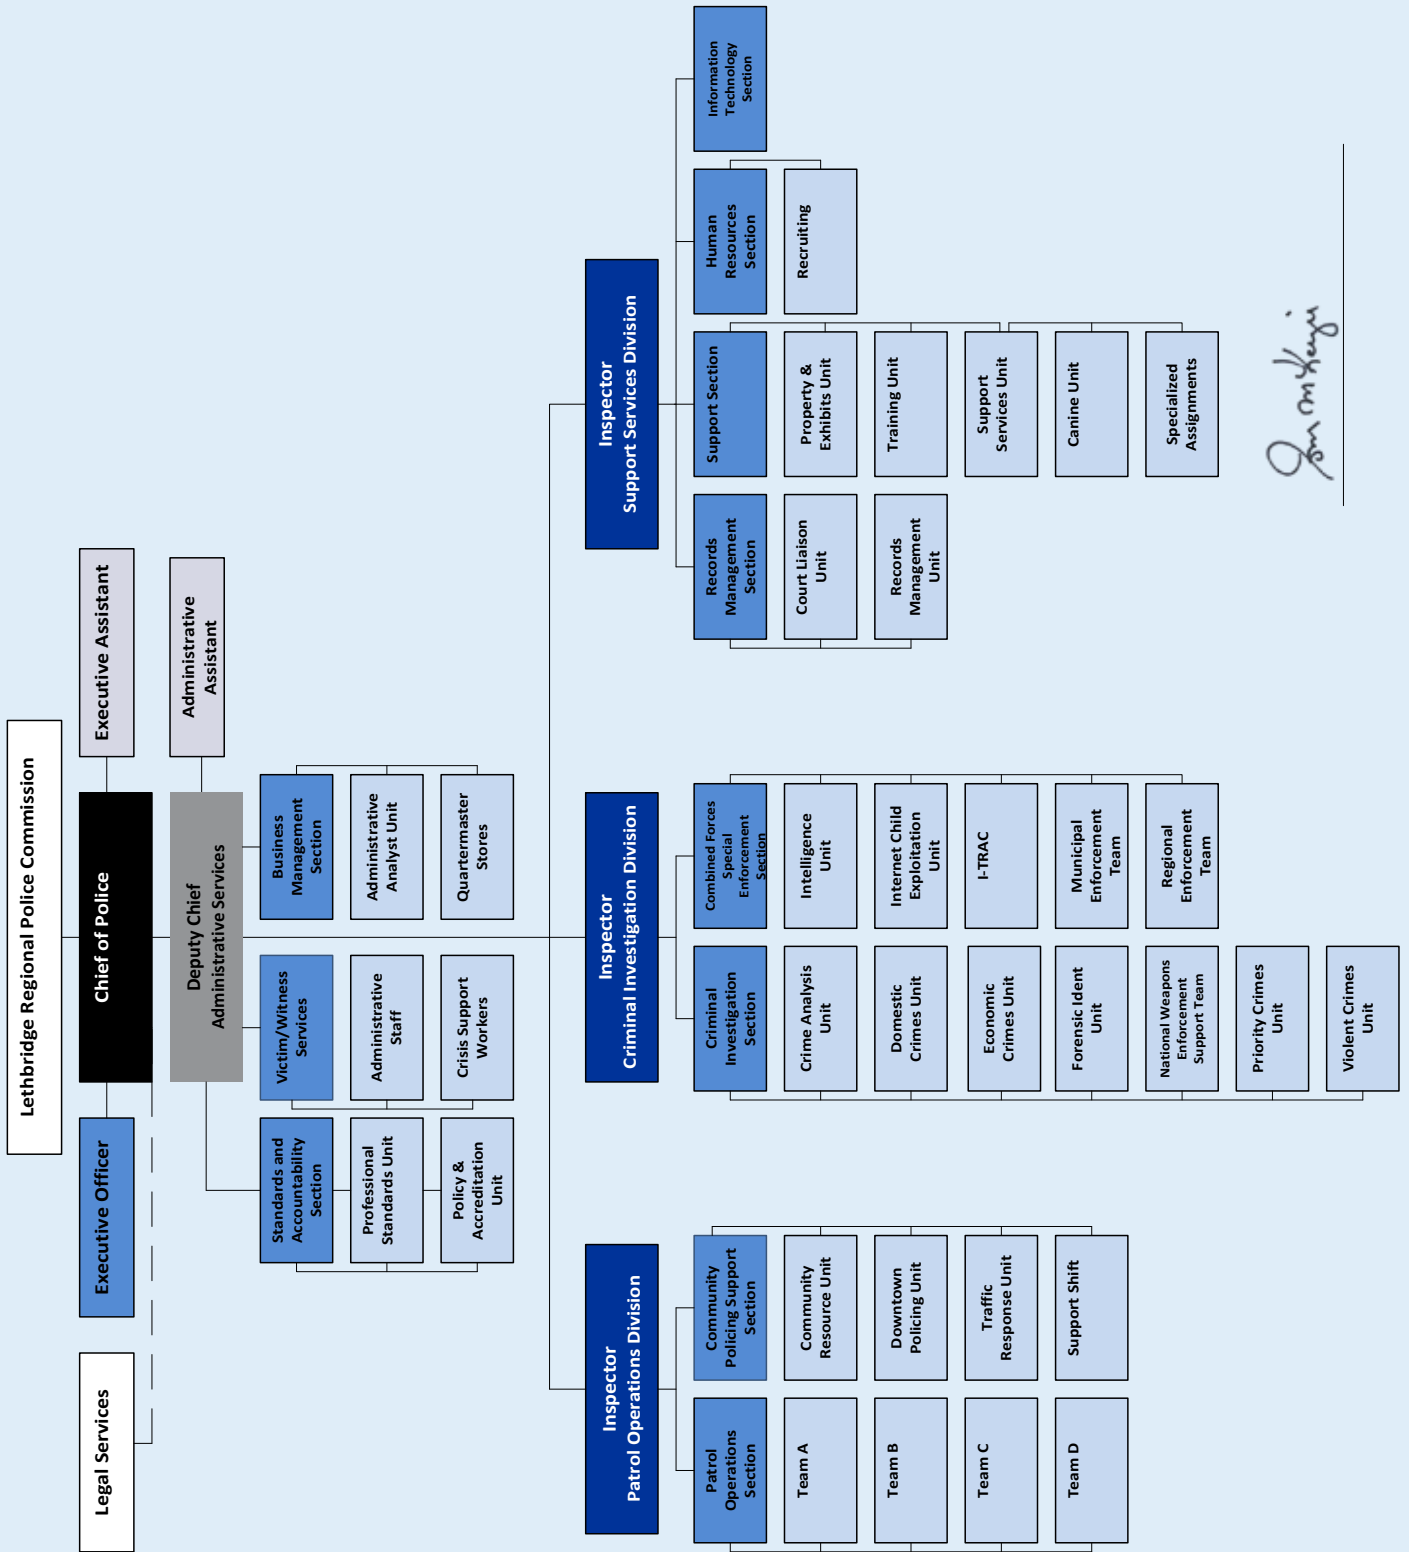 Lethbridge Regional Police Commission
Legal Services
Executive Officer
Chief of Police
Executive Assistant
Deputy Chief
Administrative Services
Administrative
Assistant
Standards and
Accountability
Section
Professional
Standards Unit
Policy &
Accreditation
Unit
Victim/Witness
Services
Administrative
Staff
Crisis Support
Workers
Business
Management
Section
Administrative
Analyst Unit
Quartermaster
Stores
Inspector
Patrol Operations Division
Patrol
Operations
Section
Team A
Team B
Team C
Team D
Community
Policing Support
Section
Community
Resource Unit
Downtown
Policing Unit
Traffic
Response Unit
Support Shift
Inspector
Criminal Investigation Division
Criminal
Investigation
Section
Crime Analysis
Unit
Domestic
Crimes Unit
Economic
Crimes Unit
Forensic Ident
Unit
National Weapons
Enforcement
Support Team
Priority Crimes
Unit
Violent Crimes
Unit
Combined Forces
Special
Enforcement
Section
Intelligence
Unit
Internet Child
Exploitation
Unit
I-TRAC
Municipal
Enforcement
Team
Regional
Enforcement
Team
Inspector
Support Services Division
Records
Management
Section
Court Liaison
Unit
Records
Management
Unit
Support Section
Property &
Exhibits Unit
Training Unit
Support
Services Unit
Canine Unit
Specialized
Assignments
Human
Resources
Section
Recruiting
Information
Technology
Section